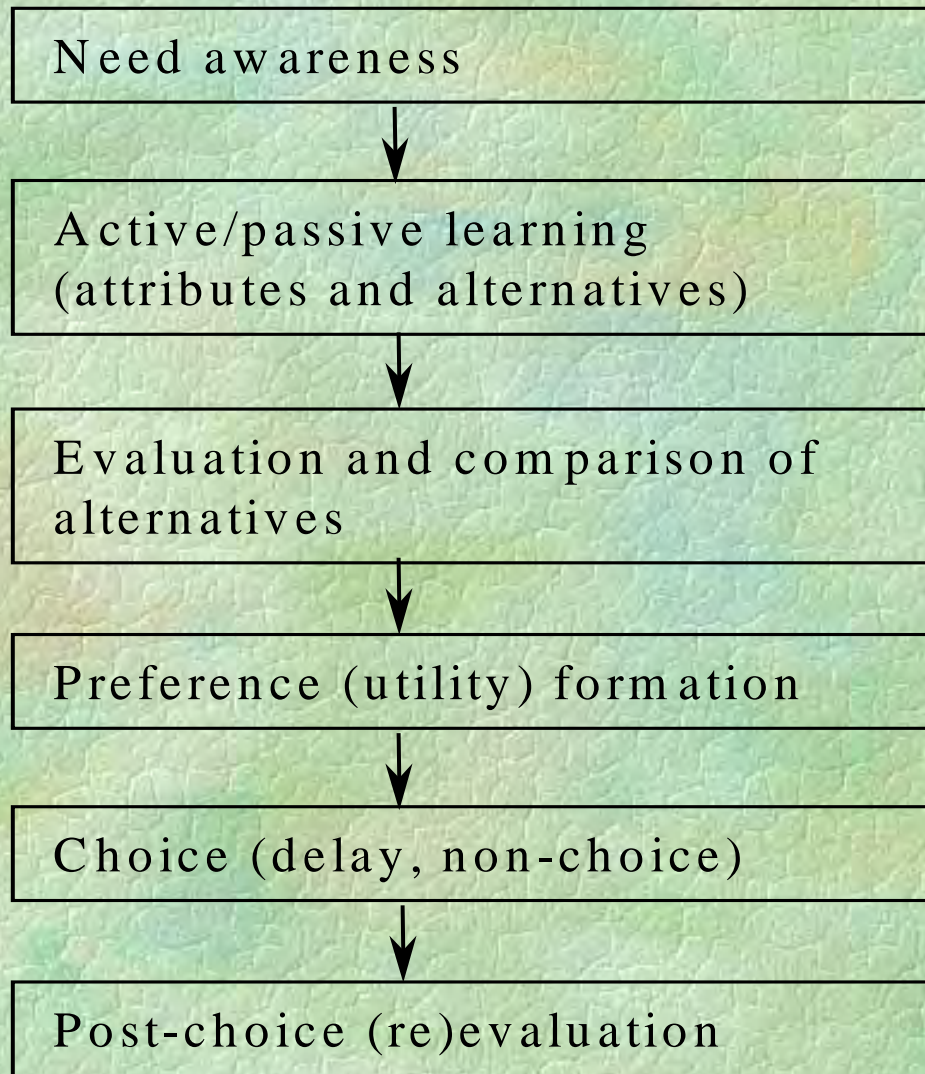 Need awareness
Active/passive learning
(attributes and alternatives)
Evaluation and comparison of
alternatives
Preference (utility) formation
Choice (delay, non-choice)
Post-choice (re)evaluation